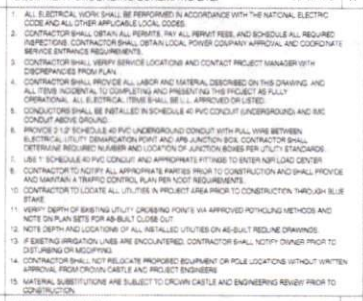 1. ALL ELECTRICAL WORK SHALL BE PERFORMED IN ACCORDANCE WITH THE NATIONAL ELECTRIC
CODE AND ALL OTHER APPLICABLE LOCAL CODES.
2. CONTRACTOR SHALL OBTAIN ALL PERMITS, PAY ALL PERMIT FEES, AND SCHEDULE ALL REQUIRED
INSPECTIONS. CONTRACTOR SHALL OBTAIN LOCAL POWER COMPANY APPROVAL AND COORDINATE
SERVICE ENTRANCE REQUIREMENTS.
3. CONTRACTOR SHALL VERIFY SERVICE LOCATIONS AND CONTACT PROJECT MANAGER WITH
DISCREPANCIES FROM PLAN.
4. CONTRACTOR SHALL PROVIDE ALL LABOR AND MATERIAL DESCRIBED ON THIS DRAWING, AND
ALL ITEMS INCIDENTAL TO COMPLETING AND PRESENTING THIS PROJECT AS FULLY
OPERATIONAL. ALL ELECTRICAL ITEMS SHALL BE U.L. APPROVED OR LISTED.
5. CONDUCTORS SHALL BE INSTALLED IN SCHEDULE 40 PVC CONDUIT (UNDERGROUND) AND IMC
CONDUIT ABOVE GROUND.
6. PROVIDE 2 1/2" SCHEDULE 40 PVC UNDERGROUND CONDUIT WITH PULL WIRE BETWEEN
ELECTRICAL UTILITY DEMARCATION POINT AND APS JUNCTION BOX. CONTRACTOR SHALL
DETERMINE REQUIRED NUMBER AND LOCATION OF JUNCTION BOXES PER UTILITY STANDARDS.
7. USE 1" SCHEDULE 40 PVC CONDUIT AND APPROPRIATE FITTINGS TO ENTER LOAD CENTER.
8. CONTRACTOR TO NOTIFY ALL APPROPRIATE PARTIES PRIOR TO CONSTRUCTION AND SHALL PROVIDE
AND MAINTAIN A TRAFFIC CONTROL PLAN PER REQUIREMENTS.
10. CONTRACTOR TO LOCATE ALL UTILITIES IN PROJECT AREA PRIOR TO CONSTRUCTION THROUGH BLUE
STAKE.
11. VERIFY DEPTH OF EXISTING UTILITY CROSSING POINTS VIA APPROVED POTHOLING METHODS AND
NOTE ON PLAN SETS FOR AS-BUILT CLOSE OUT.
12. NOTE DEPTH AND LOCATIONS OF ALL INSTALLED UTILITIES ON AS-BUILT REDLINE DRAWINGS.
13. IF EXISTING IRRIGATION LINES ARE ENCOUNTERED, CONTRACTOR SHALL NOTIFY OWNER PRIOR TO
DISTURBING OR MODIFYING.
14. CONTRACTOR SHALL NOT RELOCATE PROPOSED EQUIPMENT OR POLE LOCATIONS WITHOUT WRITTEN
APPROVAL FROM CROWN CASTLE AND PROJECT ENGINEERS.
15. MATERIAL SUBSTITUTIONS ARE SUBJECT TO CROWN CASTLE AND ENGINEERING REVIEW PRIOR TO
CONSTRUCTION.